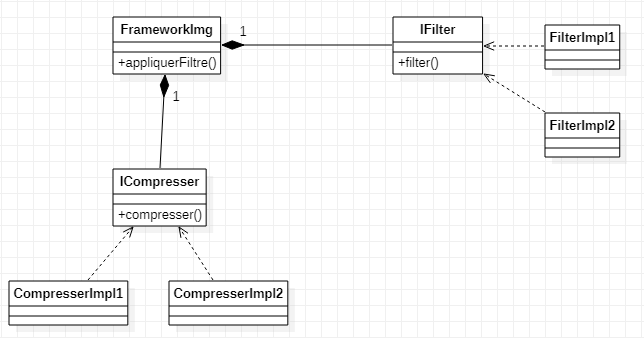 FrameworkImg
+appliquerFiltre()
1
1
IFilter
+filter()
FilterImpl1
FilterImpl2
ICompresser
+compresser()
CompresserImpl1
CompresserImpl2